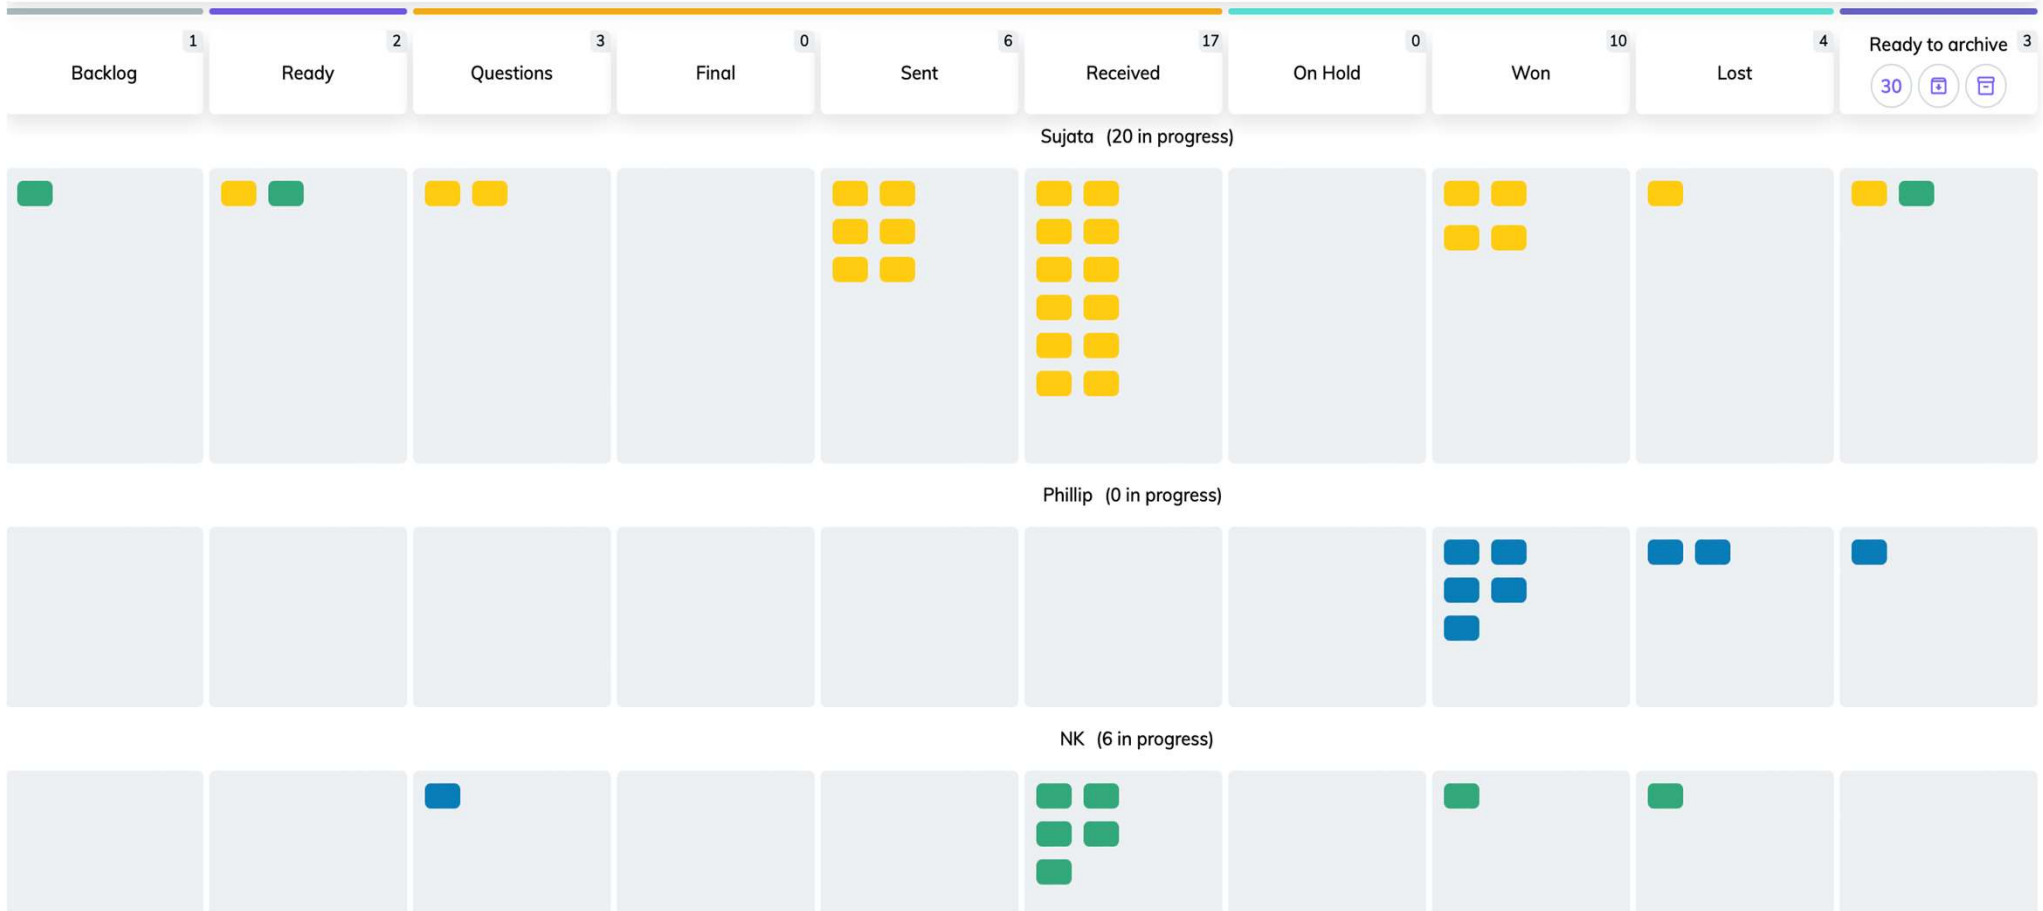 1
Backlog
2
Ready
3
Questions
0
Final
6
Sent
17
Received
0
On Hold
10
Won
4
Lost
3
Ready to archive
30
Sujata (20 in progress)
Phillip (0 in progress)
NK (6 in progress)